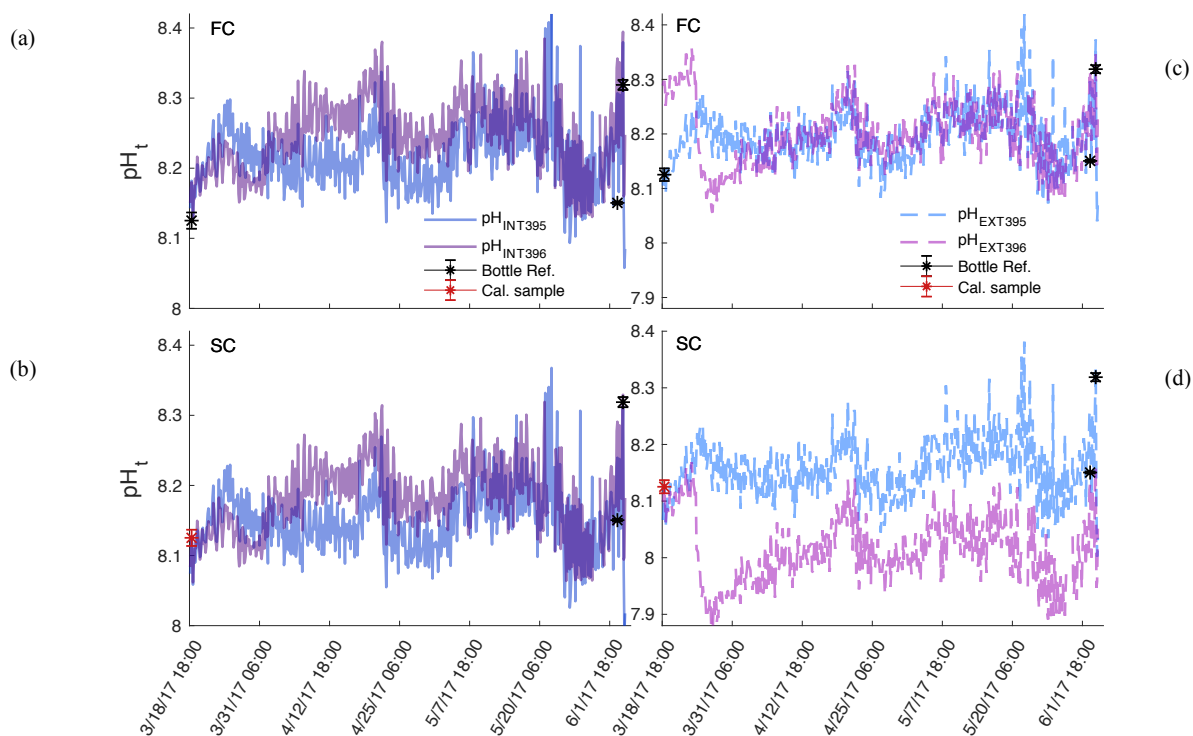 (a)
FC
8.4
8.3
8.2
8.1
8
pH_t
pH_INT395
pH_INT396
Bottle Ref.
Cal. sample
(c)
FC
8.4
8.3
8.2
8.1
8
7.9
pH_EXT395
pH_EXT396
Bottle Ref.
Cal. sample
(b)
SC
8.4
8.3
8.2
8.1
8
pH_t
3/18/17 18:00
3/31/17 06:00
4/12/17 18:00
4/25/17 06:00
5/7/17 18:00
5/20/17 06:00
6/1/17 18:00
(d)
SC
8.4
8.3
8.2
8.1
8
7.9
3/18/17 18:00
3/31/17 06:00
4/12/17 18:00
4/25/17 06:00
5/7/17 18:00
5/20/17 06:00
6/1/17 18:00